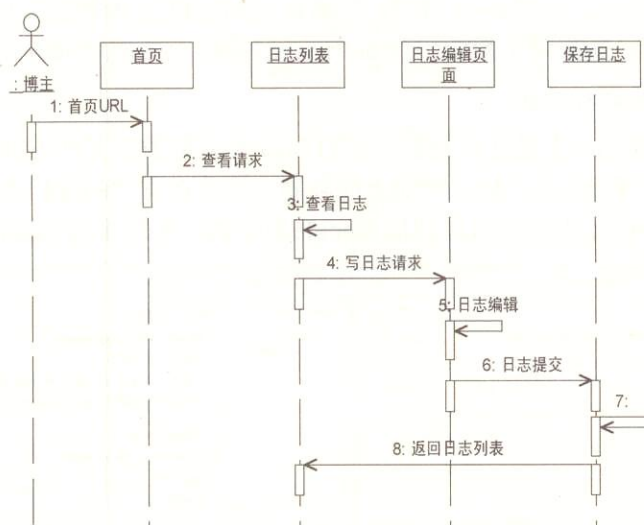 : 博主
首页
日志列表
日志编辑页
面
保存日志
1: 首页URL
2: 查看请求
3: 查看日志
4: 写日志请求
5: 日志编辑
6: 日志提交
7:
8: 返回日志列表